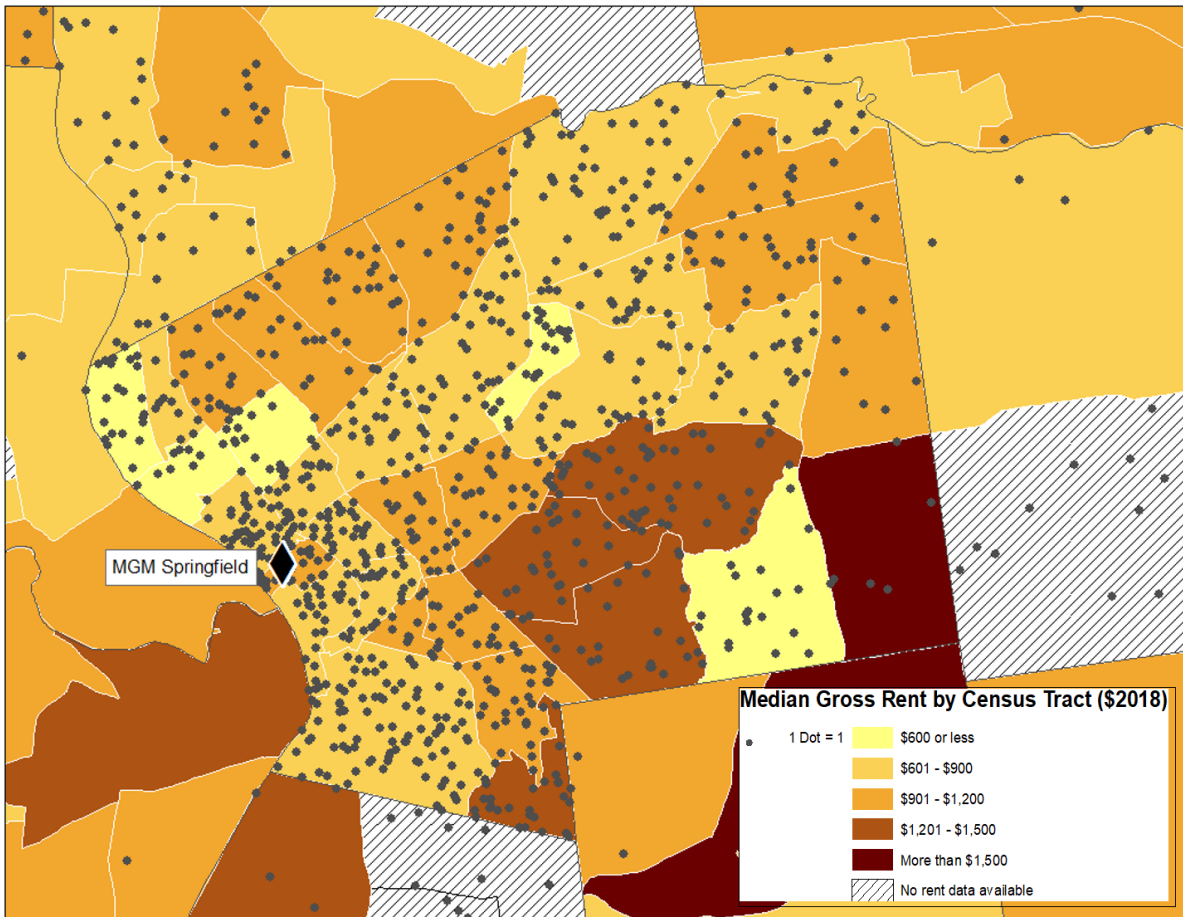 MGM Springfield
Median Gross Rent by Census Tract ($2018)
1 Dot = 1
$600 or less
$601 - $900
$901 - $1,200
$1,201 - $1,500
More than $1,500
No rent data available